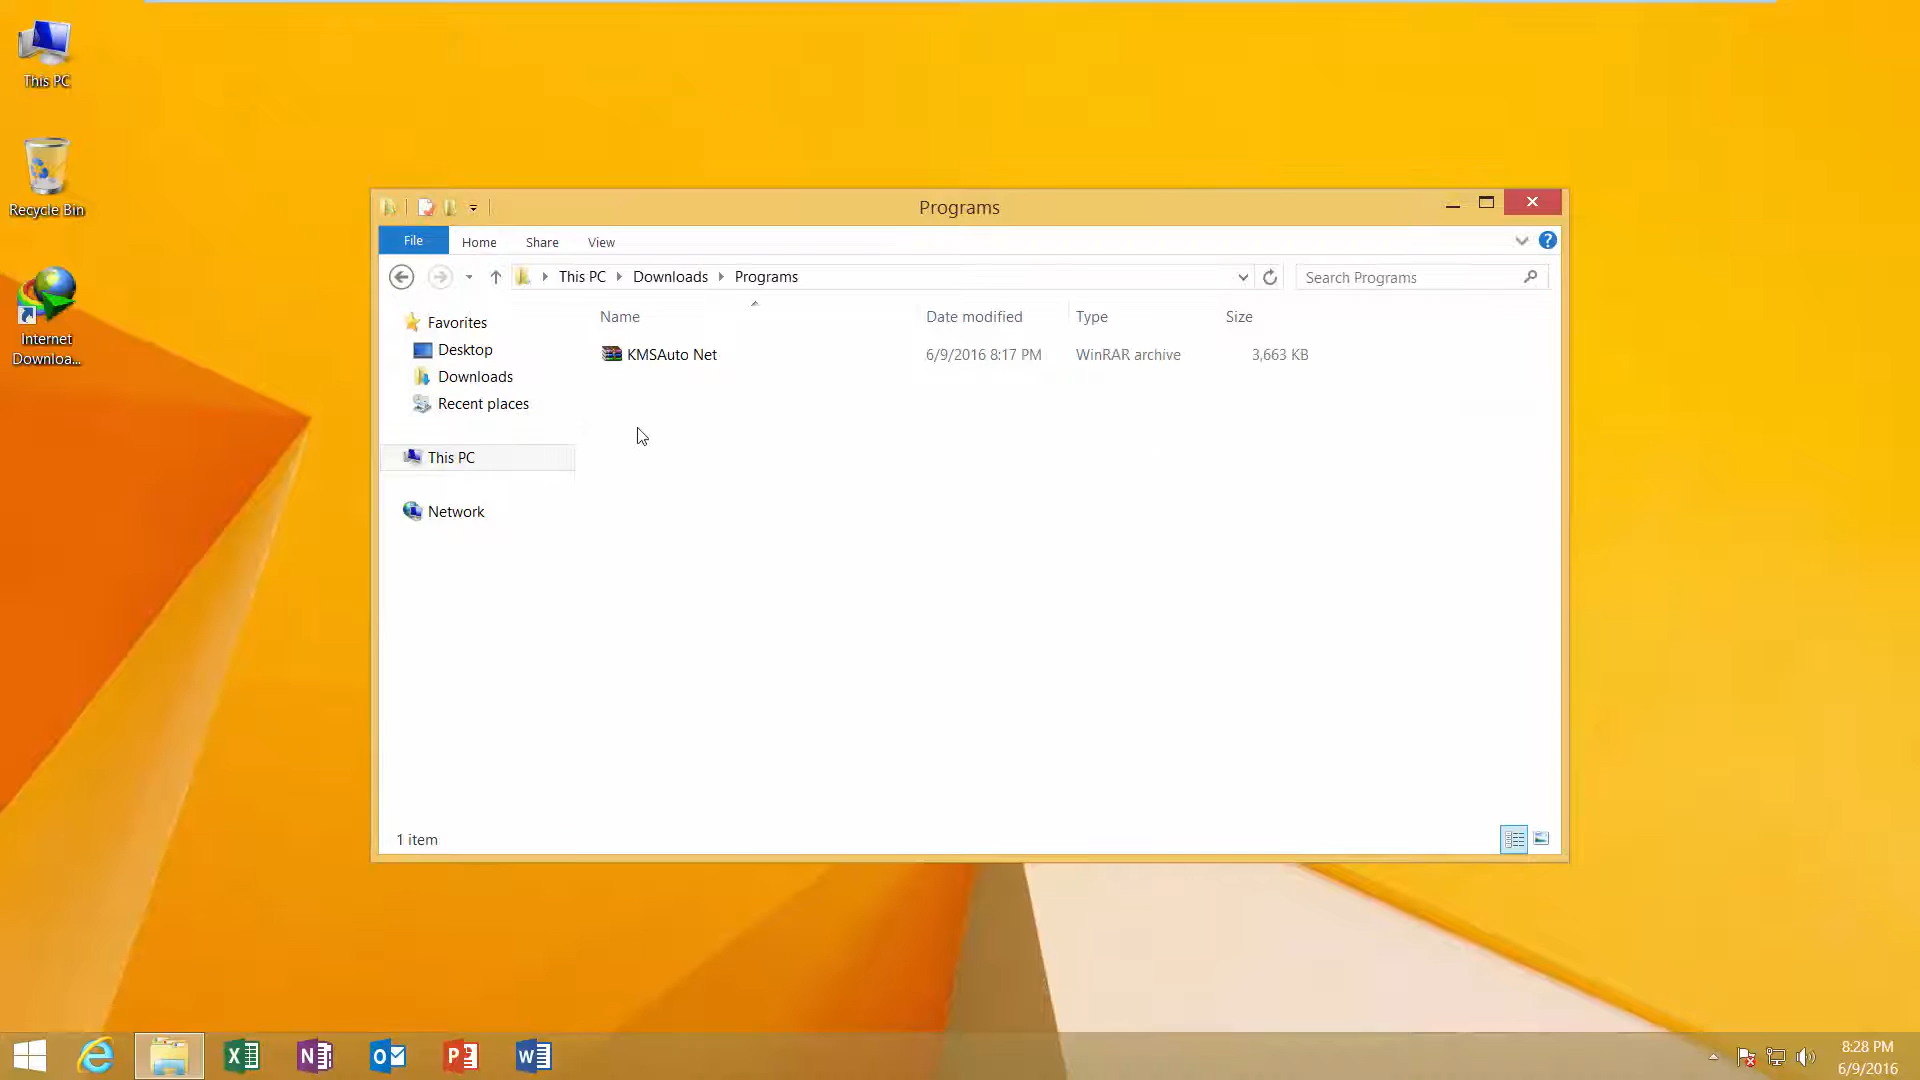 This PC
Recycle Bin
Internet
Downloa...
Programs
File Home Share View
This PC Downloads Programs
Search Programs
Name Date modified Type Size
KMSAuto Net 6/9/2016 8:17 PM WinRAR archive 3,663 KB
Favorites
Desktop
Downloads
Recent places
This PC
Network
1 item
8:28 PM
6/9/2016